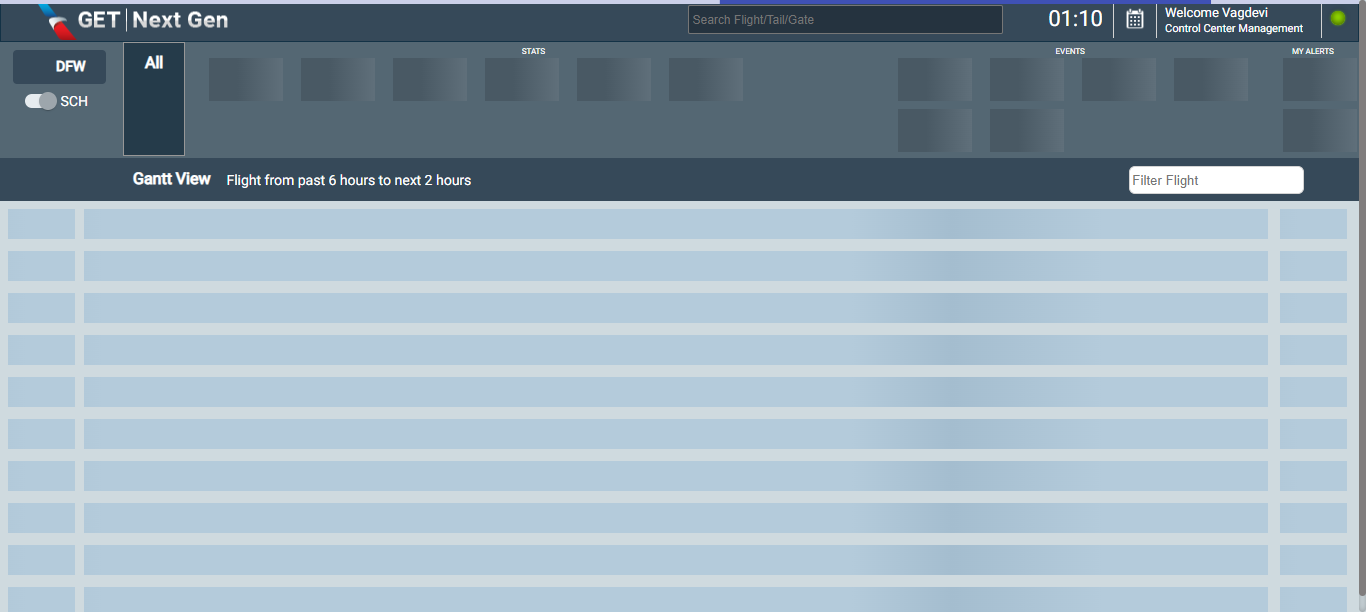 GET Next Gen
Search Flight/Tail/Gate
01:10
Welcome Vagdevi
Control Center Management
DFW
SCH
All
STATS
EVENTS
MY ALERTS
Gantt View
Flight from past 6 hours to next 2 hours
Filter Flight